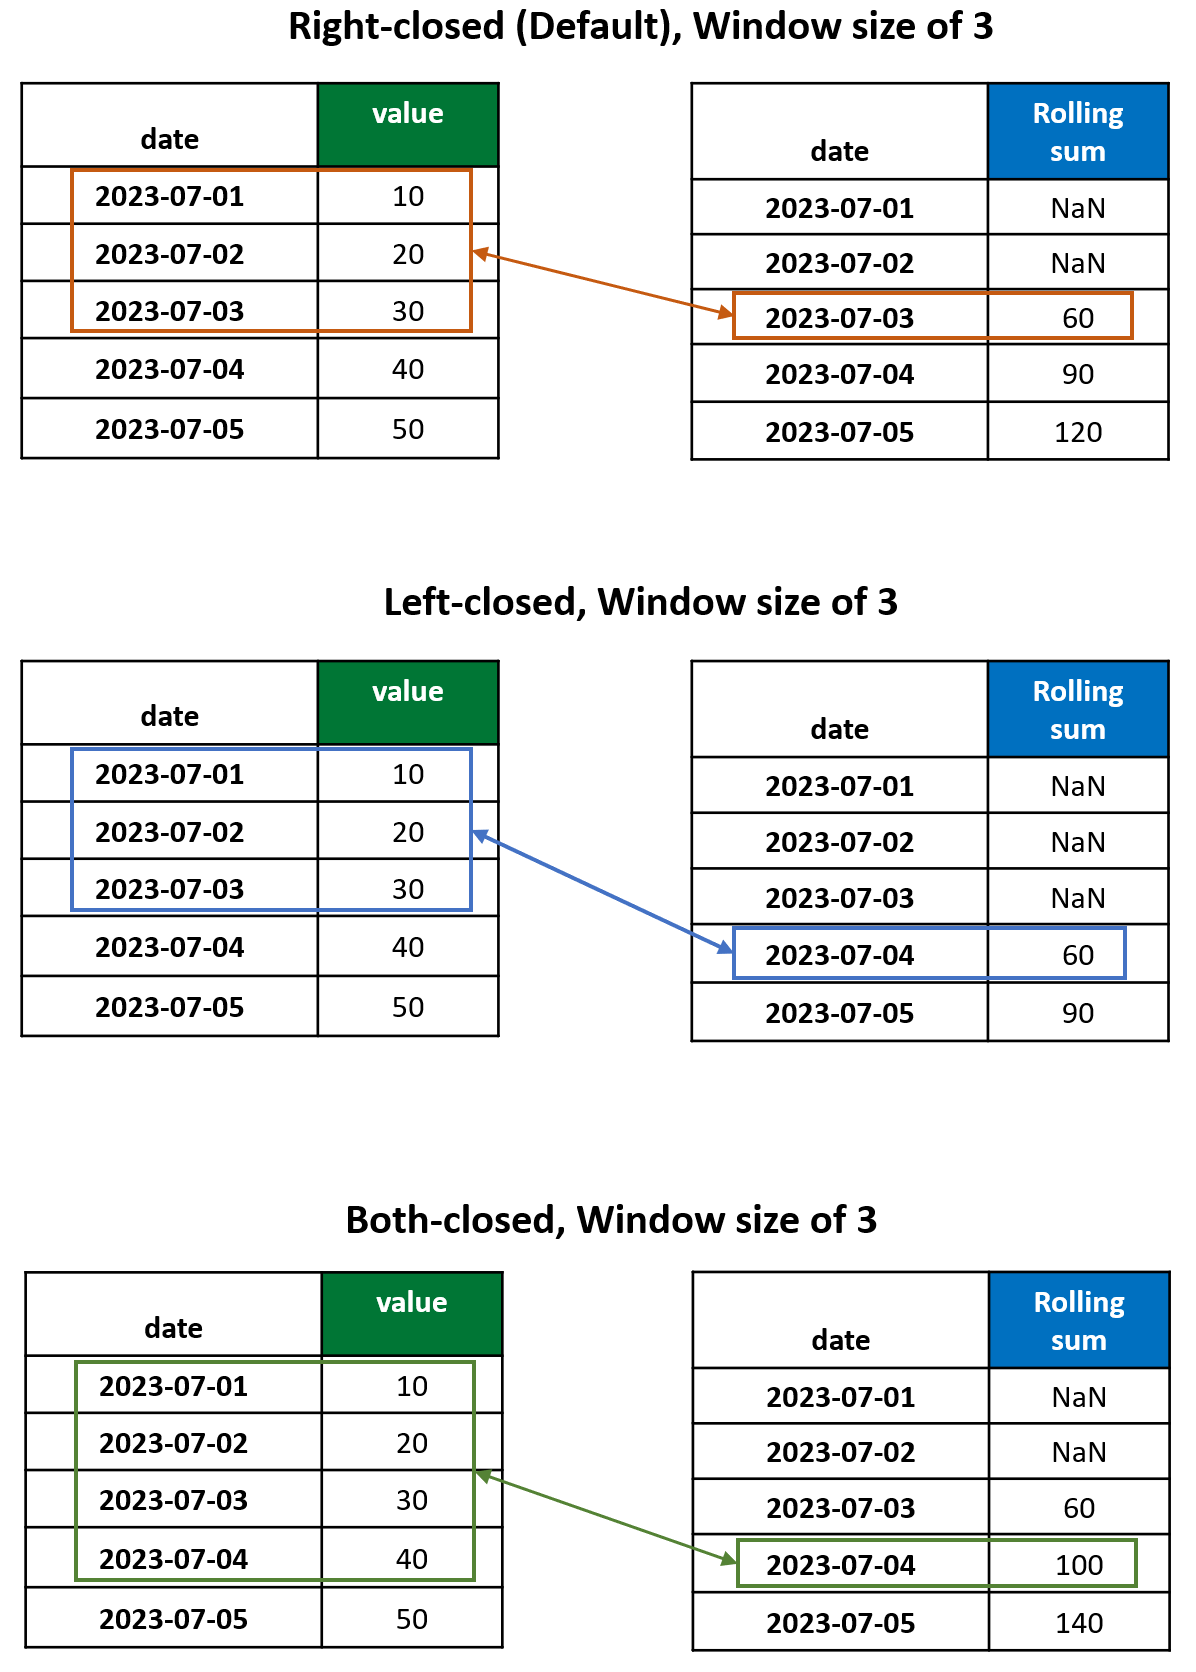 Right-closed (Default), Window size of 3
date value
2023-07-01 10
2023-07-02 20
2023-07-03 30
2023-07-04 40
2023-07-05 50
date Rolling sum
2023-07-01 NaN
2023-07-02 NaN
2023-07-03 60
2023-07-04 90
2023-07-05 120
Left-closed, Window size of 3
date value
2023-07-01 10
2023-07-02 20
2023-07-03 30
2023-07-04 40
2023-07-05 50
date Rolling sum
2023-07-01 NaN
2023-07-02 NaN
2023-07-03 NaN
2023-07-04 60
2023-07-05 90
Both-closed, Window size of 3
date value
2023-07-01 10
2023-07-02 20
2023-07-03 30
2023-07-04 40
2023-07-05 50
date Rolling sum
2023-07-01 NaN
2023-07-02 NaN
2023-07-03 60
2023-07-04 100
2023-07-05 140